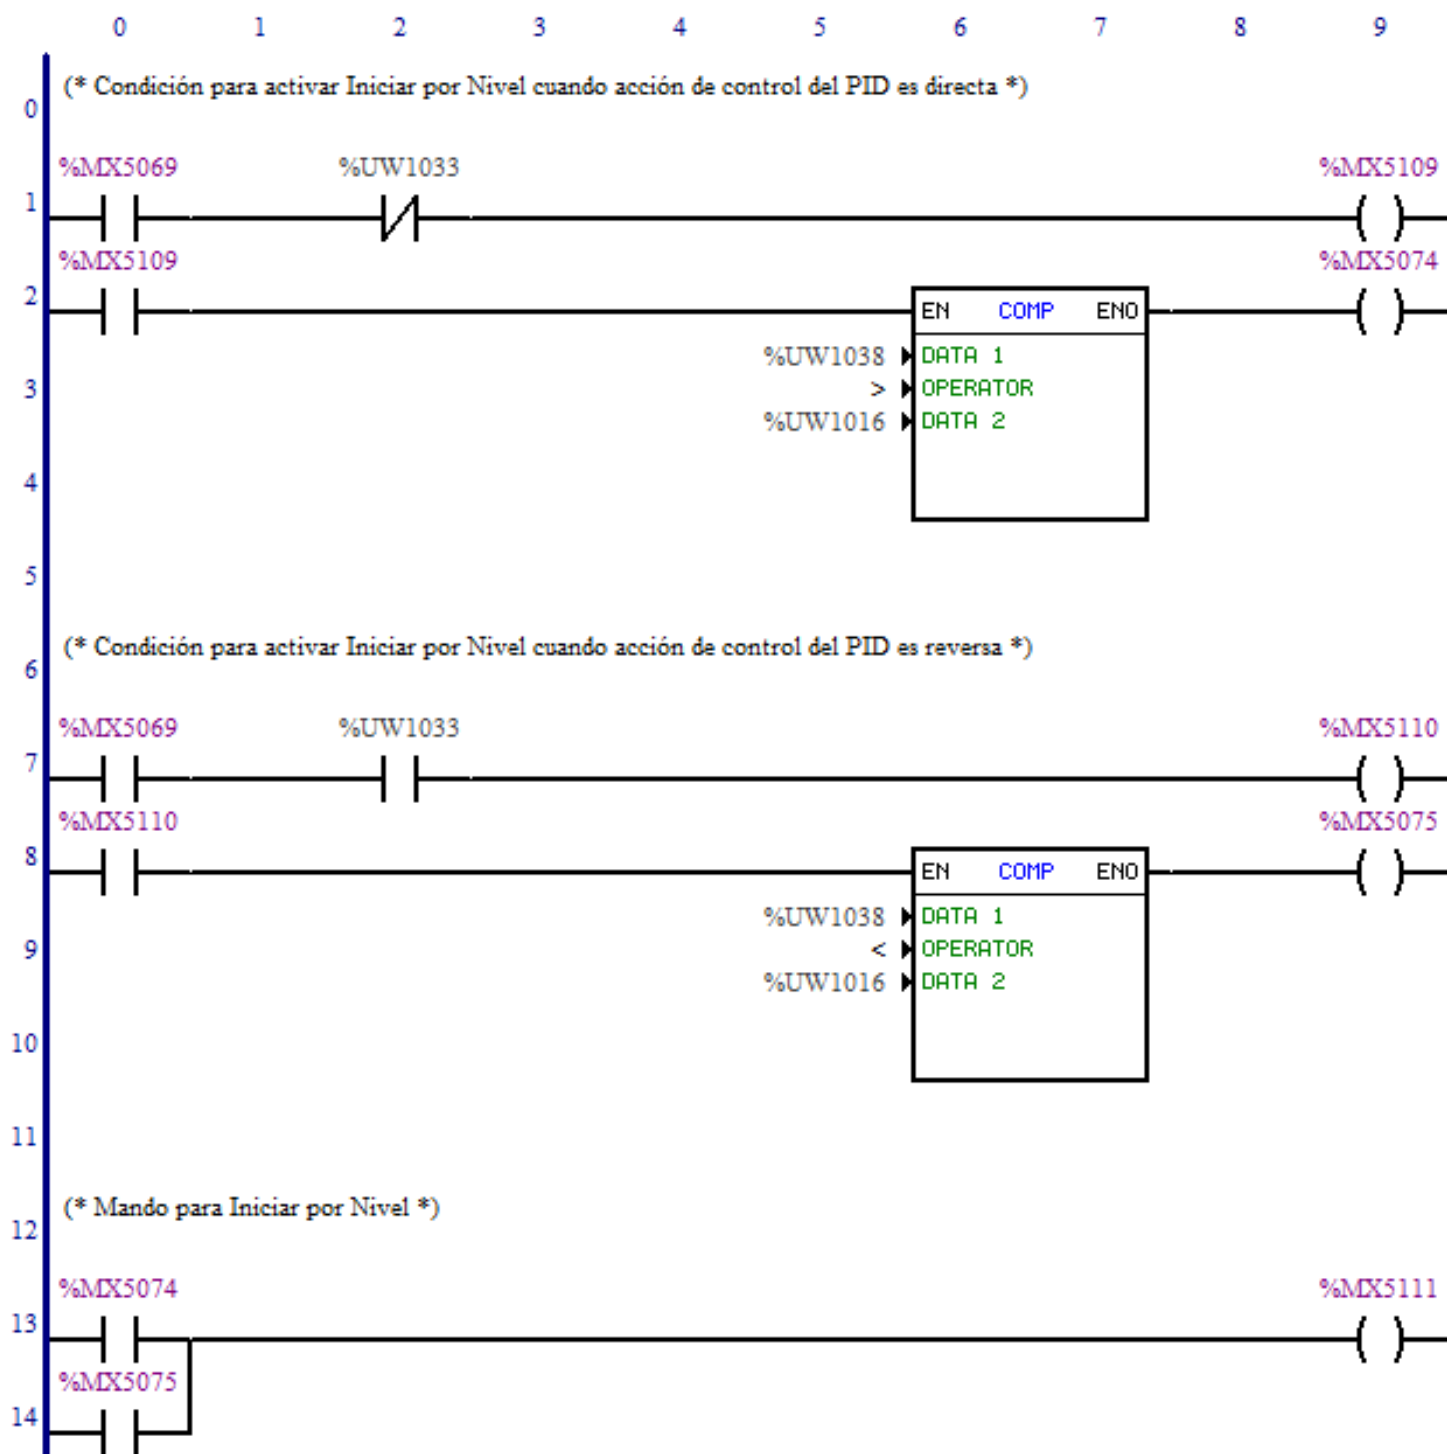 0 1 2 3 4 5 6 7 8 9
(* Condición para activar Iniciar por Nivel cuando acción de control del PID es directa *)
0
%MX5069 %UW1033 %MX5109
1
%MX5109 %MX5074
2
EN COMP ENO
%UW1038 DATA 1
3
> OPERATOR
%UW1016 DATA 2
4
5
(* Condición para activar Iniciar por Nivel cuando acción de control del PID es reversa *)
6
%MX5069 %UW1033 %MX5110
7
%MX5110 %MX5075
8
EN COMP ENO
%UW1038 DATA 1
9
< OPERATOR
%UW1016 DATA 2
10
11
(* Mando para Iniciar por Nivel *)
12
%MX5074 %MX5111
13
%MX5075
14